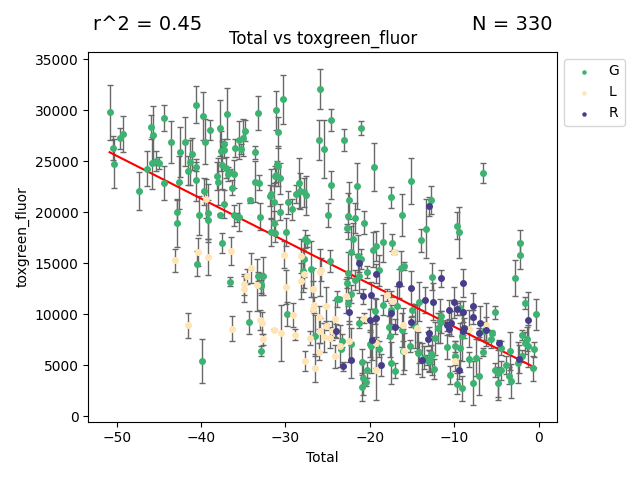 r^2 = 0.45 N = 330
Total vs toxgreen_fluor
35000
30000
25000
20000
15000
10000
5000
0
toxgreen_fluor
−50 −40 −30 −20 −10 0
Total
G
L
R